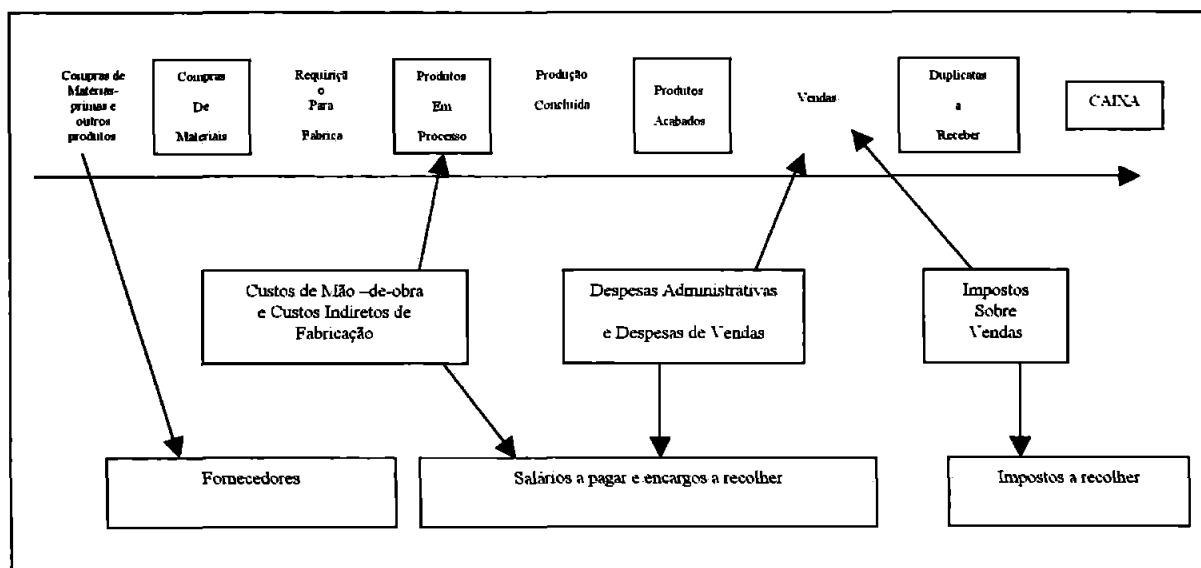 Compras de
Matérias-
primas e
outros
produtos
Compras
De
Materiais
Requiriçã
o
Para
Fabrica
Produtos
Em
Processo
Produção
Concluída
Produtos
Acabados
Vendas
Duplicatas
a
Receber
CAIXA
Custos de Mão –de-obra
e Custos Indiretos de
Fabricação
Despesas Administrativas
e Despesas de Vendas
Impostos
Sobre
Vendas
Fornecedores
Salários a pagar e encargos a recolher
Impostos a recolher